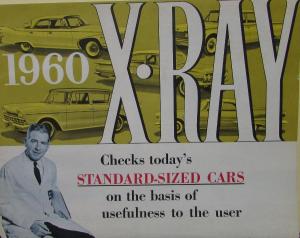 1960
X·RAY
Checks today's
STANDARD-SIZED CARS
on the basis of
usefulness to the user